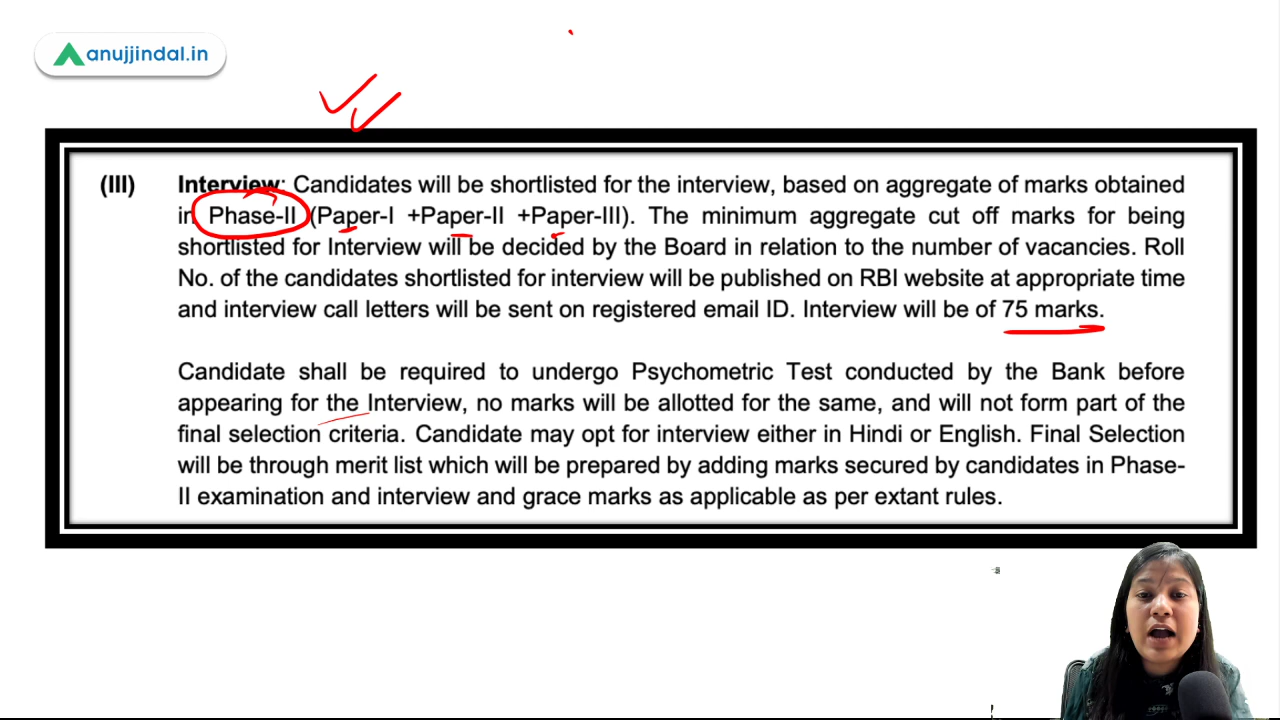 anujjindal.in
(III) Interview: Candidates will be shortlisted for the interview, based on aggregate of marks obtained
in Phase-II (Paper-I +Paper-II +Paper-III). The minimum aggregate cut off marks for being
shortlisted for Interview will be decided by the Board in relation to the number of vacancies. Roll
No. of the candidates shortlisted for interview will be published on RBI website at appropriate time
and interview call letters will be sent on registered email ID. Interview will be of 75 marks.
Candidate shall be required to undergo Psychometric Test conducted by the Bank before
appearing for the Interview, no marks will be allotted for the same, and will not form part of the
final selection criteria. Candidate may opt for interview either in Hindi or English. Final Selection
will be through merit list which will be prepared by adding marks secured by candidates in Phase-
II examination and interview and grace marks as applicable as per extant rules.